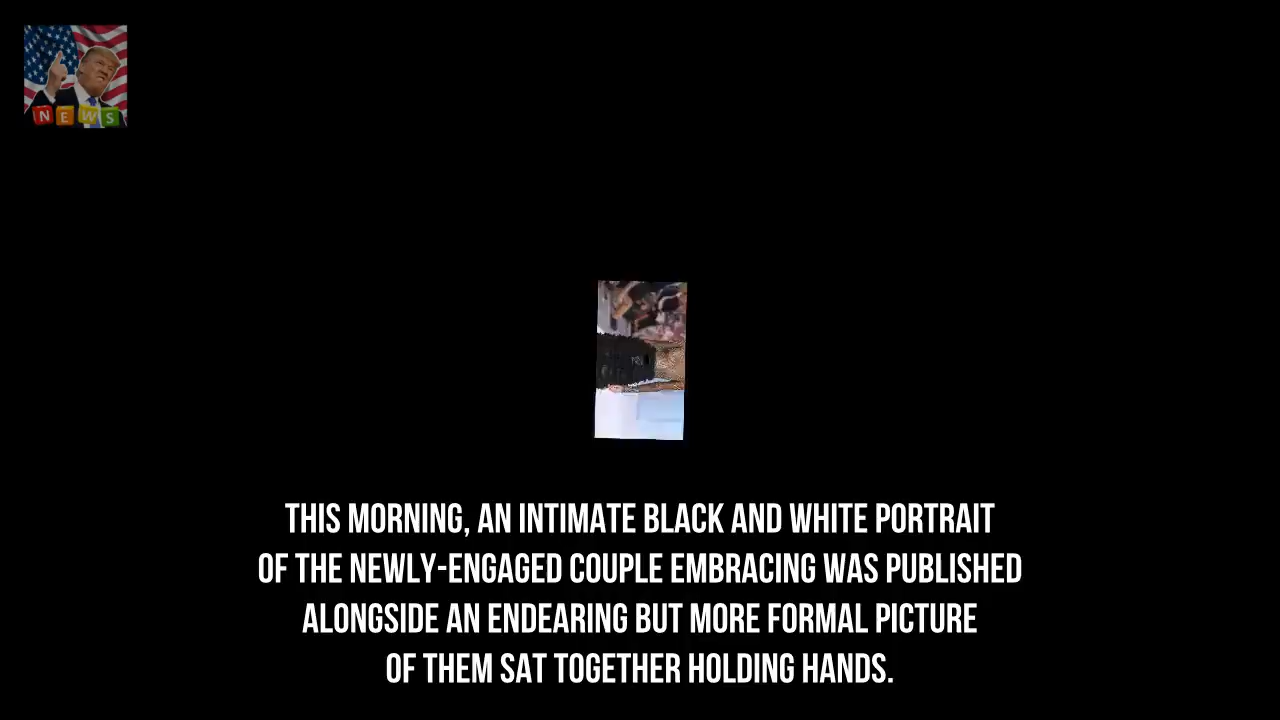 NEWS
THIS MORNING, AN INTIMATE BLACK AND WHITE PORTRAIT
OF THE NEWLY-ENGAGED COUPLE EMBRACING WAS PUBLISHED
ALONGSIDE AN ENDEARING BUT MORE FORMAL PICTURE
OF THEM SAT TOGETHER HOLDING HANDS.